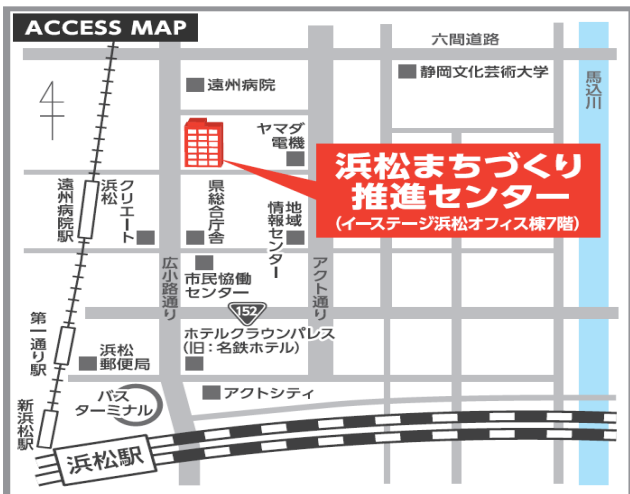 ACCESS MAP
六間道路
遠州病院
静岡文化芸術大学
馬込川
ヤマダ
電機
浜松まちづくり
推進センター
(イーステージ浜松オフィス棟7階)
遠州病院駅
クリエート
浜松
県総合庁舎
地域
情報センター
市民協働
センター
広小路通り
アクト通り
152
ホテルクラウンパレス
(旧：名鉄ホテル)
第一通り駅
浜松
郵便局
バス
ターミナル
アクトシティ
新浜松駅
浜松駅